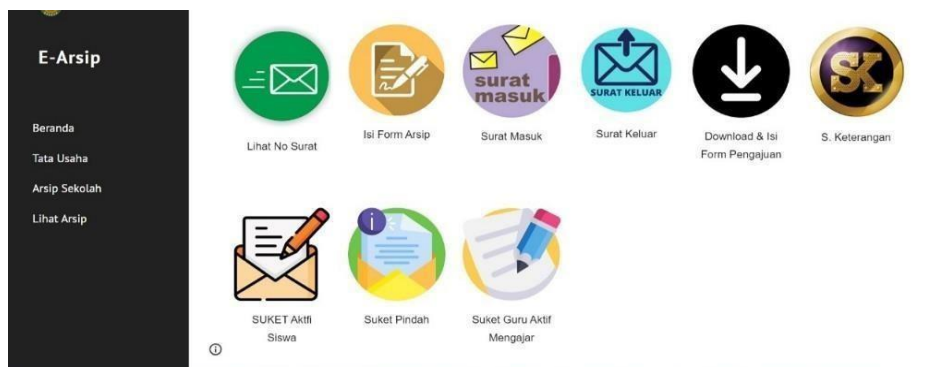 E-Arsip
Beranda
Tata Usaha
Arsip Sekolah
Lihat Arsip
surat
masuk
SURAT KELUAR
SK
Lihat No Surat
Isi Form Arsip
Surat Masuk
Surat Keluar
Download & Isi
Form Pengajuan
S. Keterangan
i
SUKET Aktfi
Siswa
Suket Pindah
Suket Guru Aktif
Mengajar